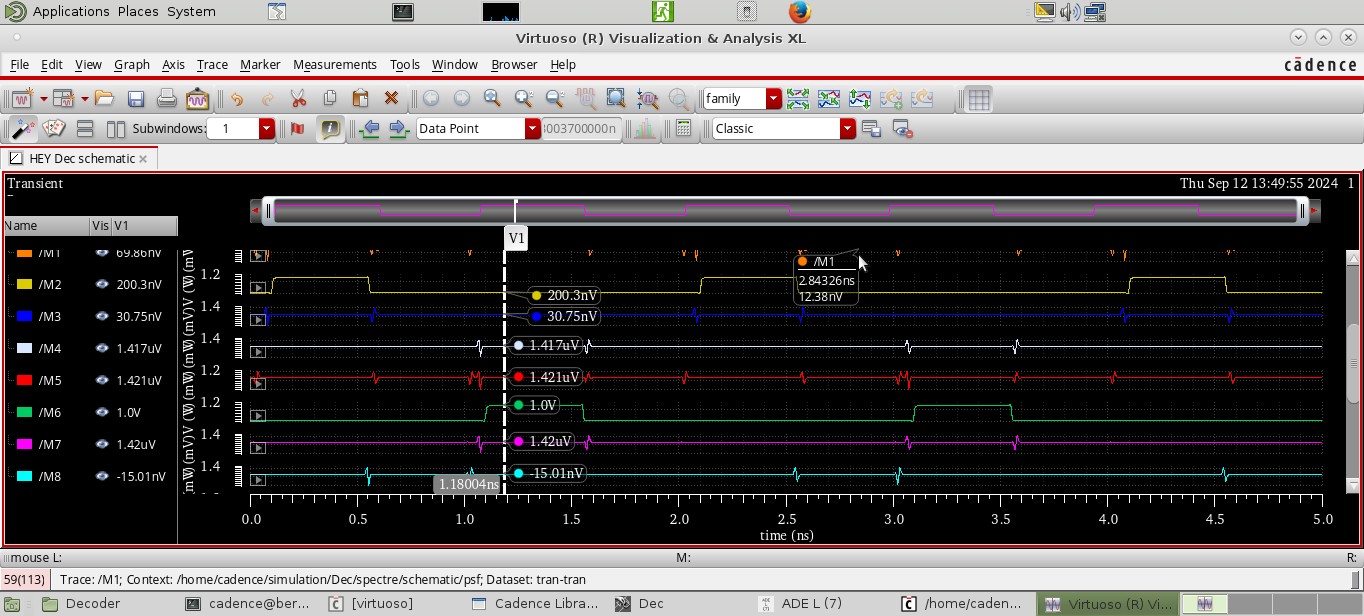 Applications Places System
Virtuoso (R) Visualization & Analysis XL
File Edit View Graph Axis Trace Marker Measurements Tools Window Browser Help
cādence
family
Subwindows: 1
Data Point
003700000n
Classic
HEY Dec schematic
Transient
Thu Sep 12 13:49:55 2024 1
Name Vis V1
V1
/M1 69.86nV
/M1
2.84326ns
12.38nV
/M2 200.3nV
1.2
200.3nV
/M3 30.75nV
1.4
30.75nV
/M4 1.417uV
1.4
1.417uV
/M5 1.421uV
1.2
1.421uV
/M6 1.0V
1.2
1.0V
/M7 1.42uV
1.4
1.42uV
/M8 -15.01nV
1.4
-15.01nV
1.18004ns
0.0 0.5 1.0 1.5 2.0 2.5 3.0 3.5 4.0 4.5 5.0
time (ns)
mouse L: M: R:
59(113) Trace: /M1; Context: /home/cadence/simulation/Dec/spectre/schematic/psf; Dataset: tran-tran
Decoder cadence@ber... [virtuoso] Cadence Libra... Dec ADE L (7) /home/caden... Virtuoso (R) Vi...